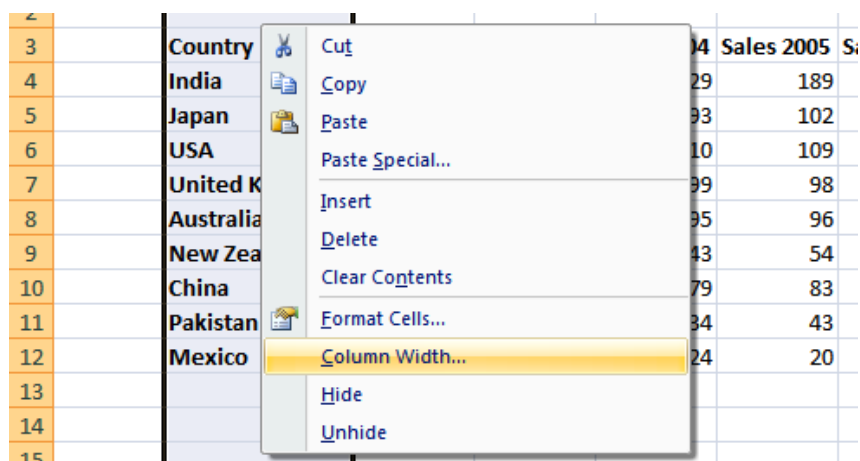 3 Country Cut 04 Sales 2005
4 India Copy 29 189
5 Japan Paste 93 102
6 USA Paste Special... 10 109
7 United K Insert 99 98
8 Australia Delete 95 96
9 New Zea Clear Contents 43 54
10 China 79 83
11 Pakistan Format Cells... 34 43
12 Mexico Column Width... 24 20
13 Hide
14 Unhide
15